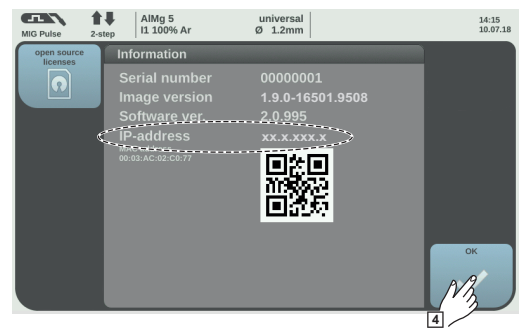 MIG Pulse
2-step
AlMg 5
I1 100% Ar
universal
Ø 1.2mm
14:15
10.07.18
open source
licenses
Information
Serial number 00000001
Image version 1.9.0-16501.9508
Software ver. 2.0.995
IP-address xx.x.xxx.x
00:03:AC:02:C0:77
OK
4